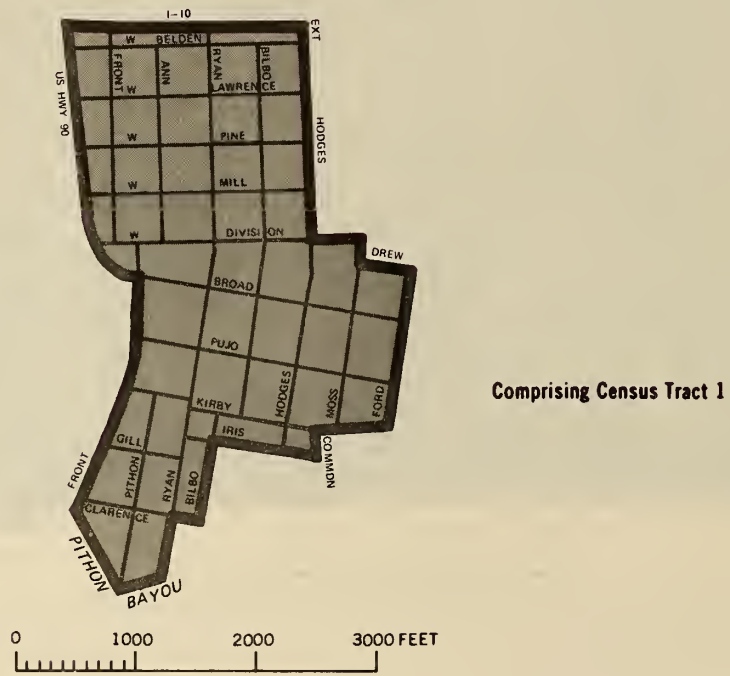 I-10
EXT
W BELDEN
US HWY 90
FRONT
ANN
RYAN
BILBO
W LAWRENCE
HODGES
W PINE
W MILL
W DIVISION
DREW
BROAD
PUJO
Comprising Census Tract 1
KIRBY
HODGES
MOSS
FORD
IRIS
COMMON
GILL
FRONT
PITHON
RYAN
BILBO
CLARENCE
PITHON
BAYOU
0 1000 2000 3000 FEET